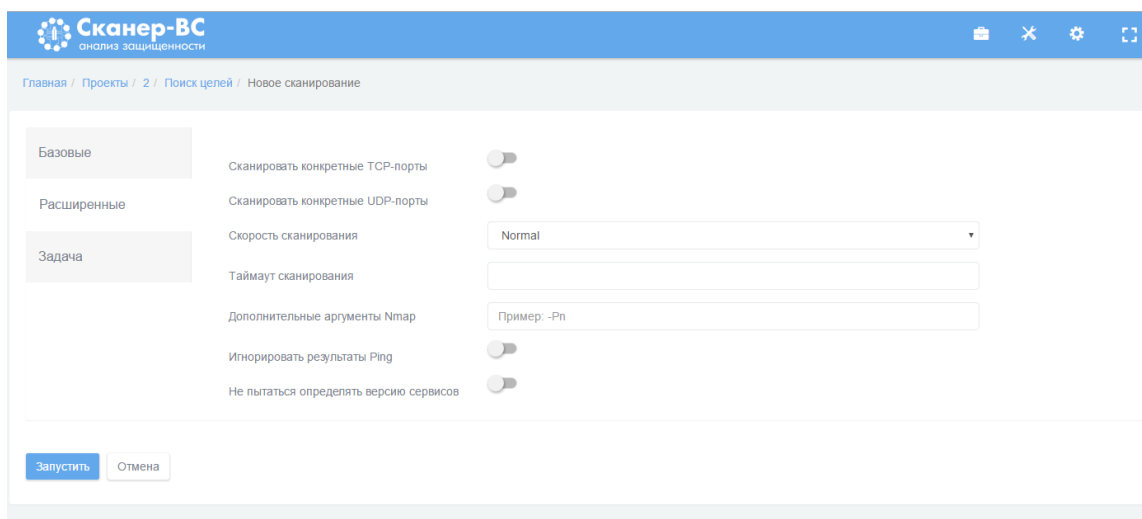 Сканер-ВС
анализ защищенности
Главная / Проекты / 2 / Поиск целей / Новое сканирование
Базовые
Расширенные
Задача
Сканировать конкретные TCP-порты
Сканировать конкретные UDP-порты
Скорость сканирования Normal
Таймаут сканирования
Дополнительные аргументы Nmap Пример: -Pn
Игнорировать результаты Ping
Не пытаться определять версию сервисов
Запустить Отмена